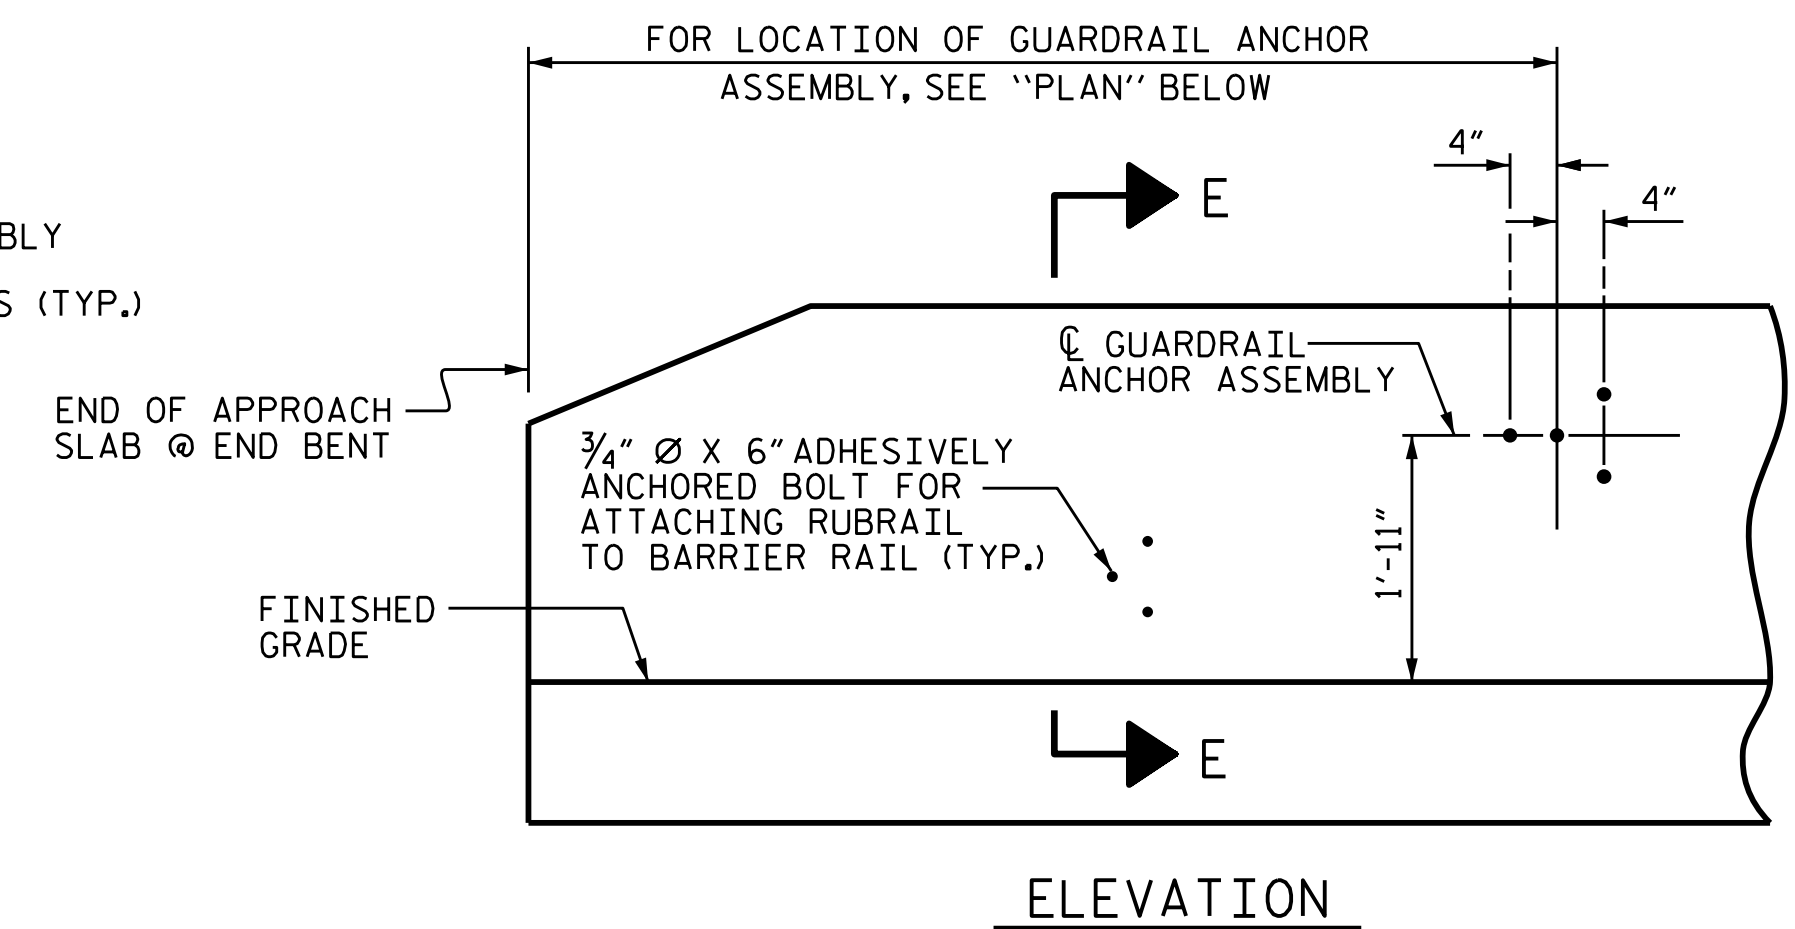 FOR LOCATION OF GUARDRAIL ANCHOR
ASSEMBLY, SEE "PLAN" BELOW
4"
4"
E
BLY
S (TYP.)
℄ GUARDRAIL
ANCHOR ASSEMBLY
END OF APPROACH
SLAB @ END BENT
3/4" Ø X 6" ADHESIVELY
ANCHORED BOLT FOR
ATTACHING RUBRAIL
TO BARRIER RAIL (TYP.)
1'-11"
FINISHED
GRADE
E
ELEVATION